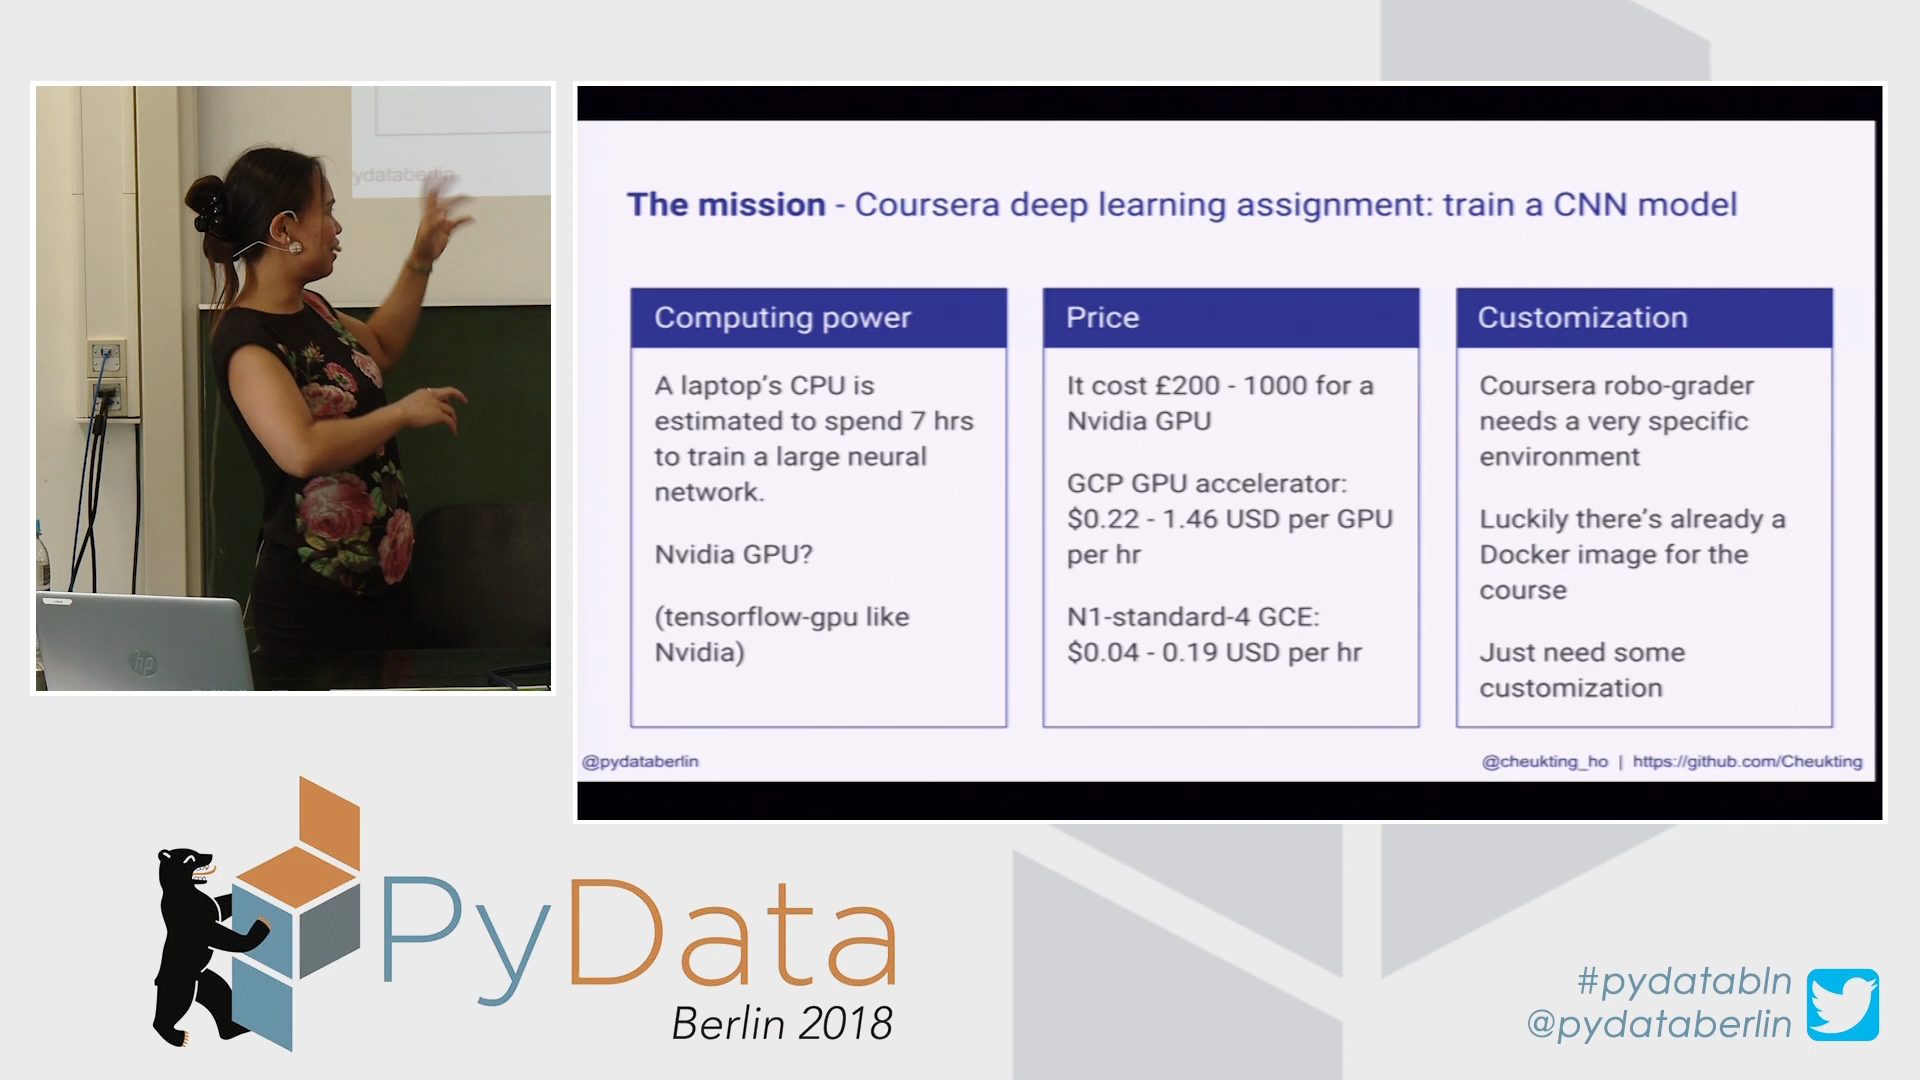 ydataberlin
hp
The mission - Coursera deep learning assignment: train a CNN model
Computing power
A laptop's CPU is
estimated to spend 7 hrs
to train a large neural
network.
Nvidia GPU?
(tensorflow-gpu like
Nvidia)
Price
It cost £200 - 1000 for a
Nvidia GPU
GCP GPU accelerator:
$0.22 - 1.46 USD per GPU
per hr
N1-standard-4 GCE:
$0.04 - 0.19 USD per hr
Customization
Coursera robo-grader
needs a very specific
environment
Luckily there's already a
Docker image for the
course
Just need some
customization
@pydataberlin
@cheukting_ho | https://github.com/Cheukting
PyData
Berlin 2018
#pydatabln
@pydataberlin